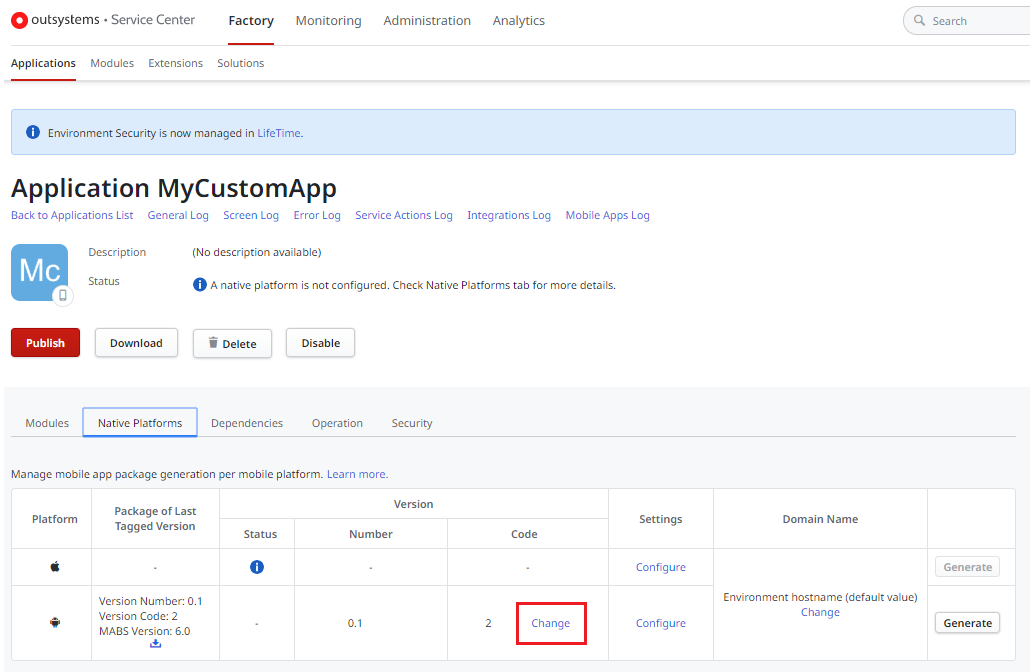 outsystems • Service Center
Factory
Monitoring
Administration
Analytics
Search
Applications
Modules
Extensions
Solutions
Environment Security is now managed in LifeTime.
Application MyCustomApp
Back to Applications List
General Log
Screen Log
Error Log
Service Actions Log
Integrations Log
Mobile Apps Log
Mc
Description
(No description available)
Status
A native platform is not configured. Check Native Platforms tab for more details.
Publish
Download
Delete
Disable
Modules
Native Platforms
Dependencies
Operation
Security
Manage mobile app package generation per mobile platform. Learn more.
Platform
Package of Last
Tagged Version
Version
Status
Number
Code
Settings
Domain Name
-
-
-
Configure
Generate
Version Number: 0.1
Version Code: 2
MABS Version: 6.0
-
0.1
2
Change
Configure
Environment hostname (default value)
Change
Generate